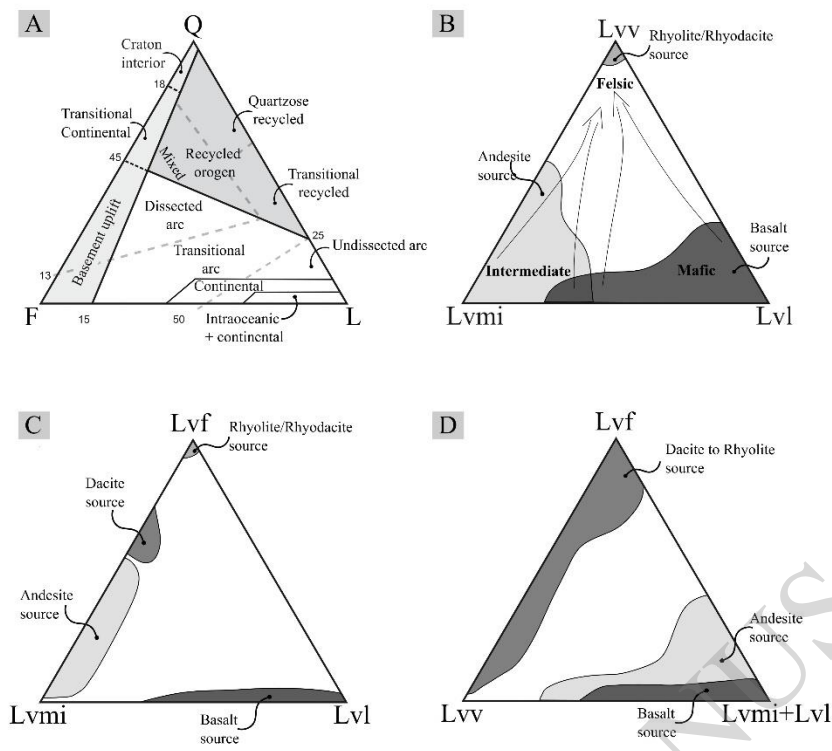 A
Q
Craton
interior
18
Transitional
Continental
Quartzose
recycled
45
Mixed
Recycled
orogen
Transitional
recycled
Dissected
arc
Basement uplift
25
Undissected arc
Transitional
arc
Continental
13
F
15
50
Intraoceanic
+ continental
L
B
Lvv
Rhyolite/Rhyodacite
source
Felsic
Andesite
source
Basalt
source
Intermediate
Mafic
Lvmi
Lvl
C
Lvf
Rhyolite/Rhyodacite
source
Dacite
source
Andesite
source
Lvmi
Basalt
source
Lvl
D
Lvf
Dacite to Rhyolite
source
Andesite
source
Lvv
Basalt
source
Lvmi+Lvl
NUS